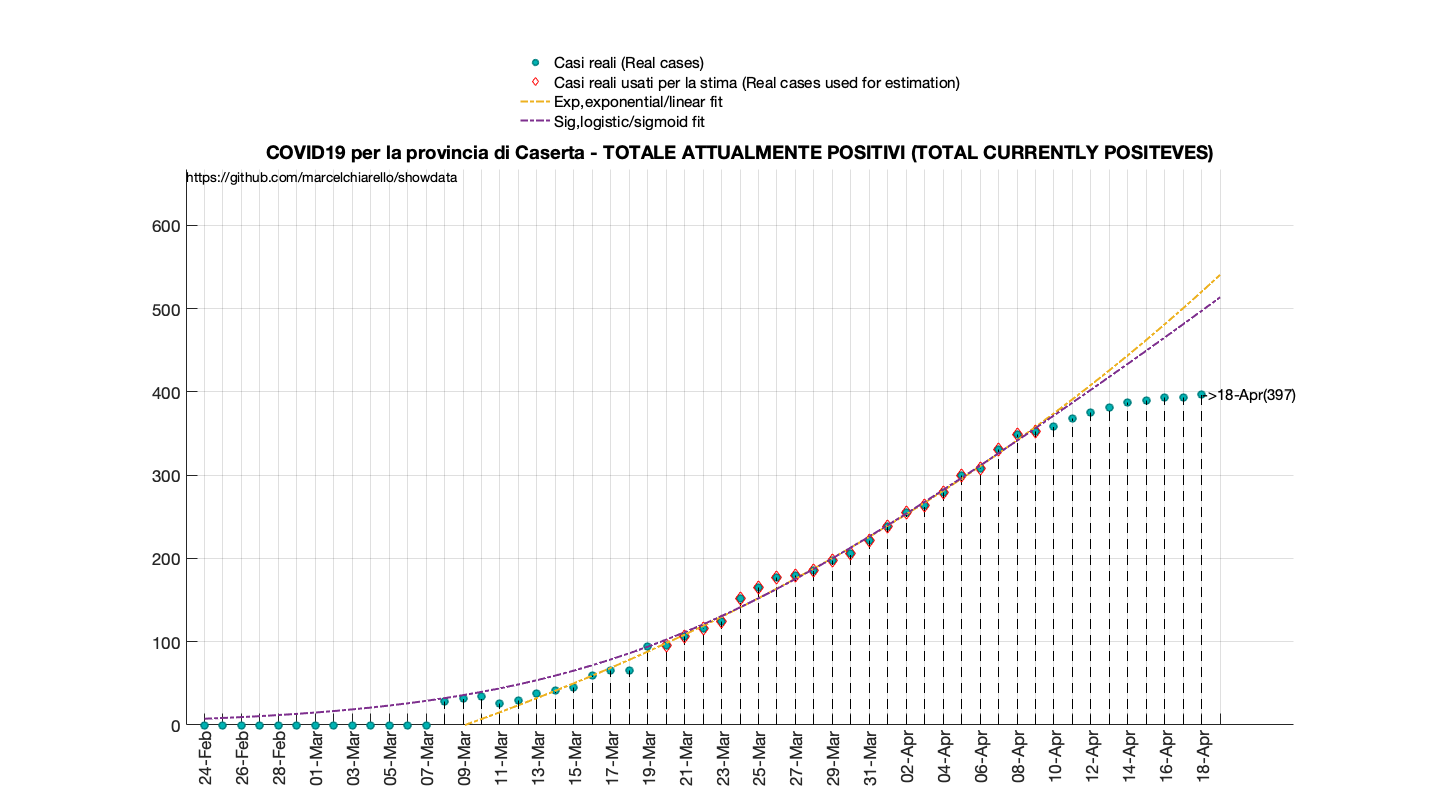 Casi reali (Real cases)
Casi reali usati per la stima (Real cases used for estimation)
Exp,exponential/linear fit
Sig,logistic/sigmoid fit
COVID19 per la provincia di Caserta - TOTALE ATTUALMENTE POSITIVI (TOTAL CURRENTLY POSITEVES)
https://github.com/marcelchiarello/showdata
600
500
400
->18-Apr(397)
300
200
100
0
24-Feb
26-Feb
28-Feb
01-Mar
03-Mar
05-Mar
07-Mar
09-Mar
11-Mar
13-Mar
15-Mar
17-Mar
19-Mar
21-Mar
23-Mar
25-Mar
27-Mar
29-Mar
31-Mar
02-Apr
04-Apr
06-Apr
08-Apr
10-Apr
12-Apr
14-Apr
16-Apr
18-Apr